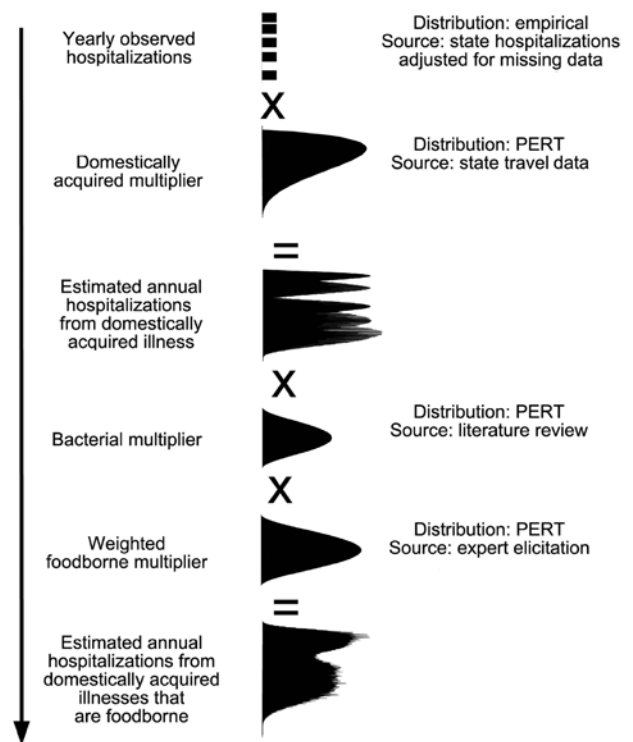 Yearly observed
hospitalizations
Distribution: empirical
Source: state hospitalizations
adjusted for missing data
X
Domestically
acquired multiplier
Distribution: PERT
Source: state travel data
=
Estimated annual
hospitalizations
from domestically
acquired illness
X
Bacterial multiplier
Distribution: PERT
Source: literature review
X
Weighted
foodborne multiplier
Distribution: PERT
Source: expert elicitation
=
Estimated annual
hospitalizations from
domestically acquired
illnesses that
are foodborne